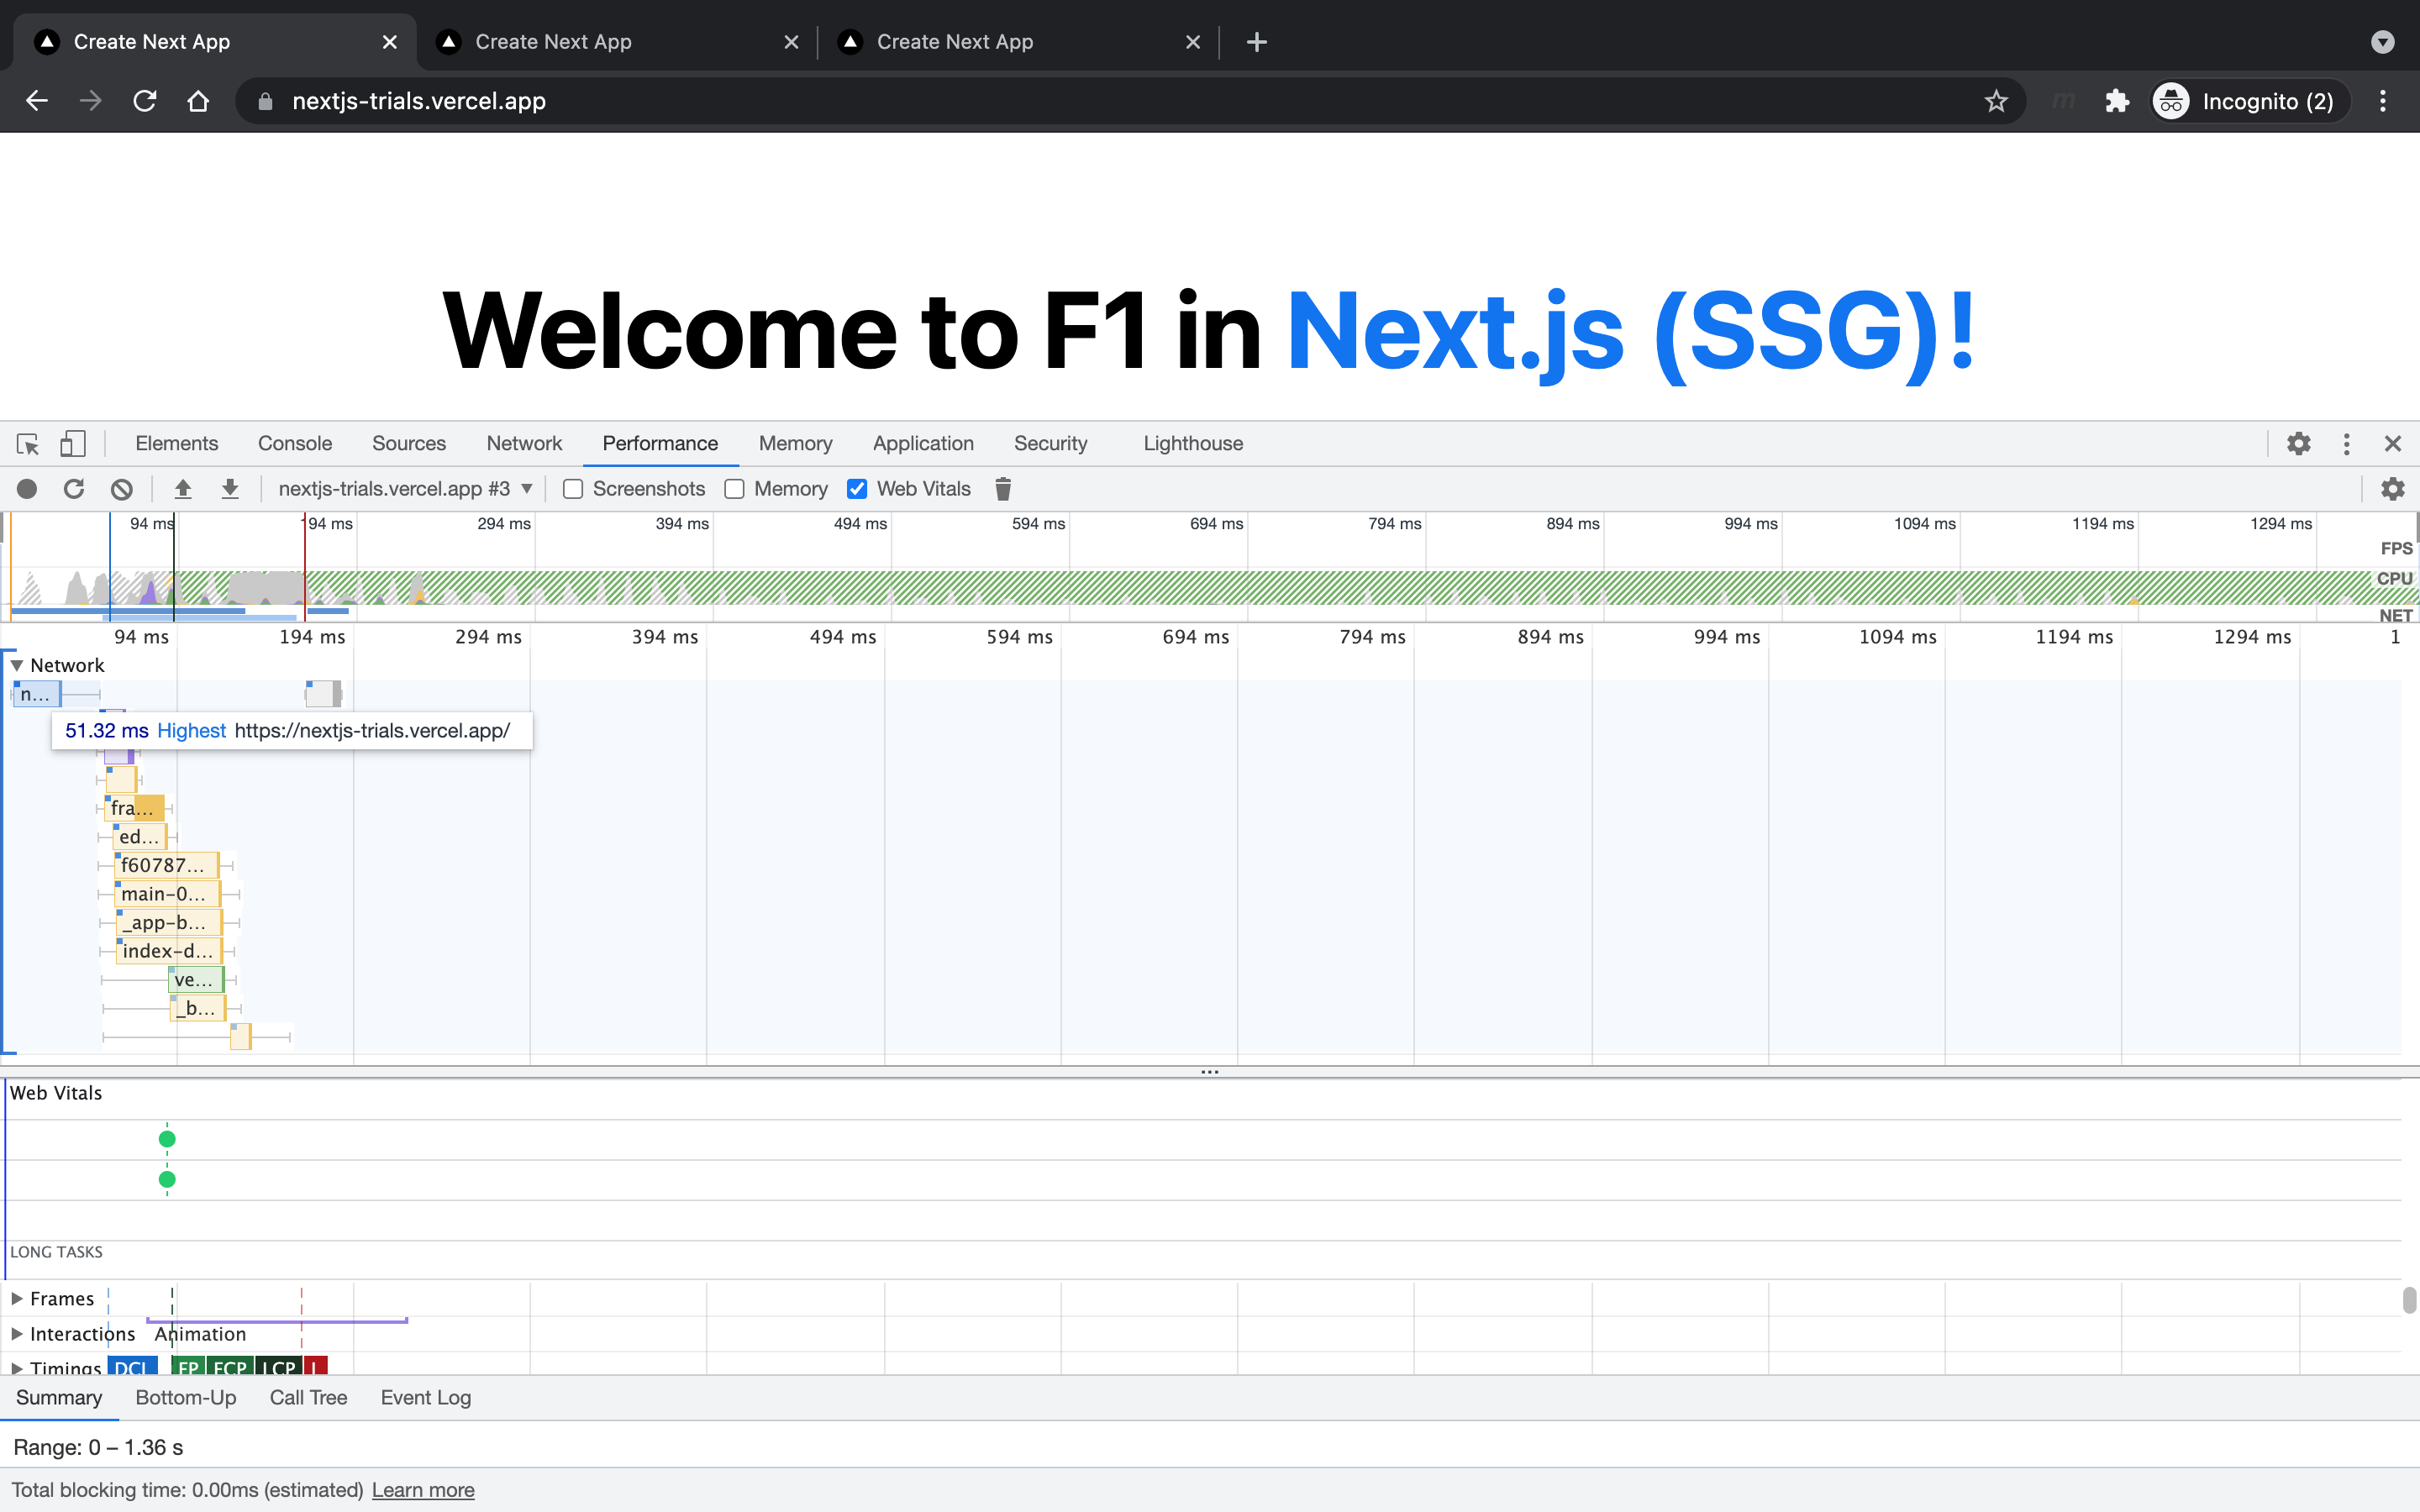 Create Next App
Create Next App
Create Next App
nextjs-trials.vercel.app
Incognito (2)
Welcome to F1 in Next.js (SSG)!
Elements Console Sources Network Performance Memory Application Security Lighthouse
nextjs-trials.vercel.app #3 Screenshots Memory Web Vitals
94 ms 194 ms 294 ms 394 ms 494 ms 594 ms 694 ms 794 ms 894 ms 994 ms 1094 ms 1194 ms 1294 ms
FPS
CPU
NET
94 ms 194 ms 294 ms 394 ms 494 ms 594 ms 694 ms 794 ms 894 ms 994 ms 1094 ms 1194 ms 1294 ms 1
Network
n…
51.32 ms Highest https://nextjs-trials.vercel.app/
fra…
ed…
f60787…
main-0…
_app-b…
index-d…
ve…
_b…
Web Vitals
LONG TASKS
Frames
Interactions Animation
Timings DCL FP FCP LCP L
Summary Bottom-Up Call Tree Event Log
Range: 0 – 1.36 s
Total blocking time: 0.00ms (estimated) Learn more